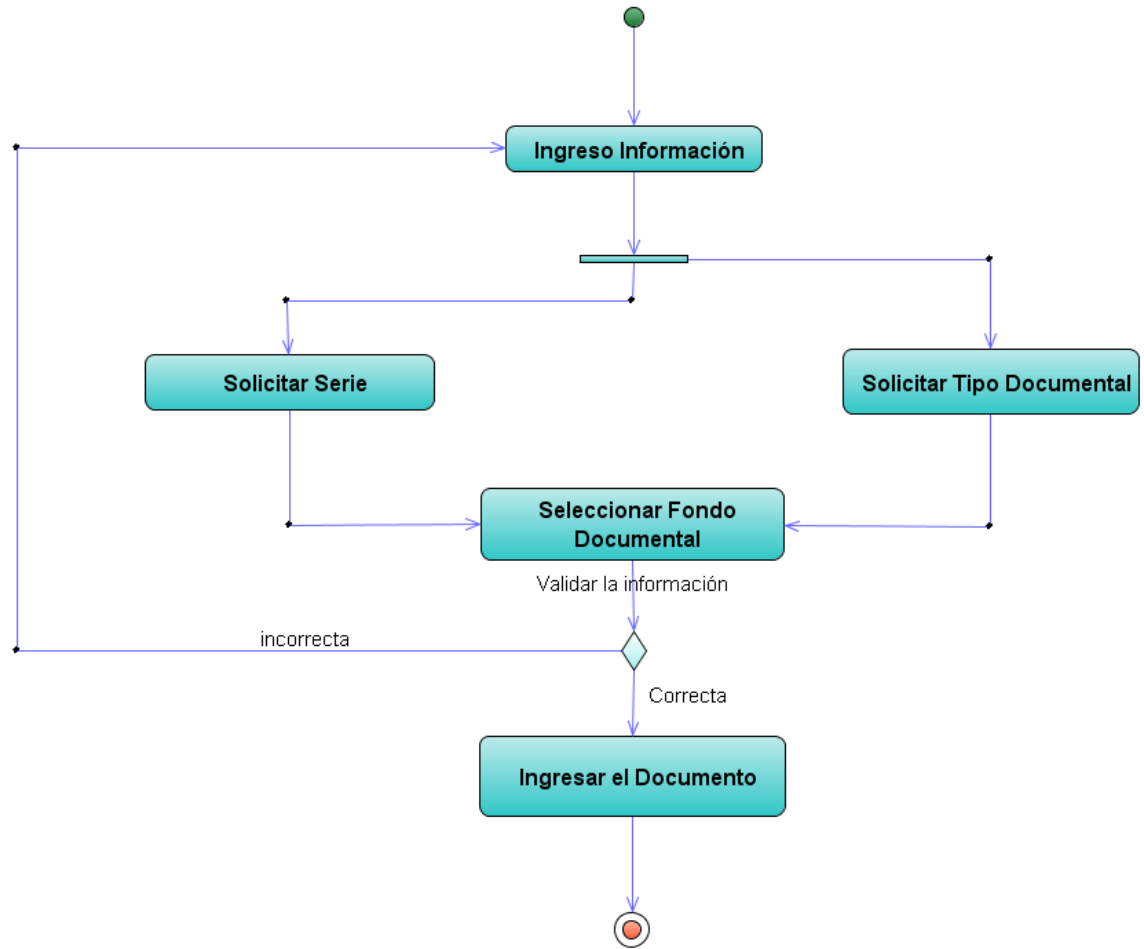 Ingreso Información
Solicitar Serie
Solicitar Tipo Documental
Seleccionar Fondo
Documental
Validar la información
incorrecta
Correcta
Ingresar el Documento